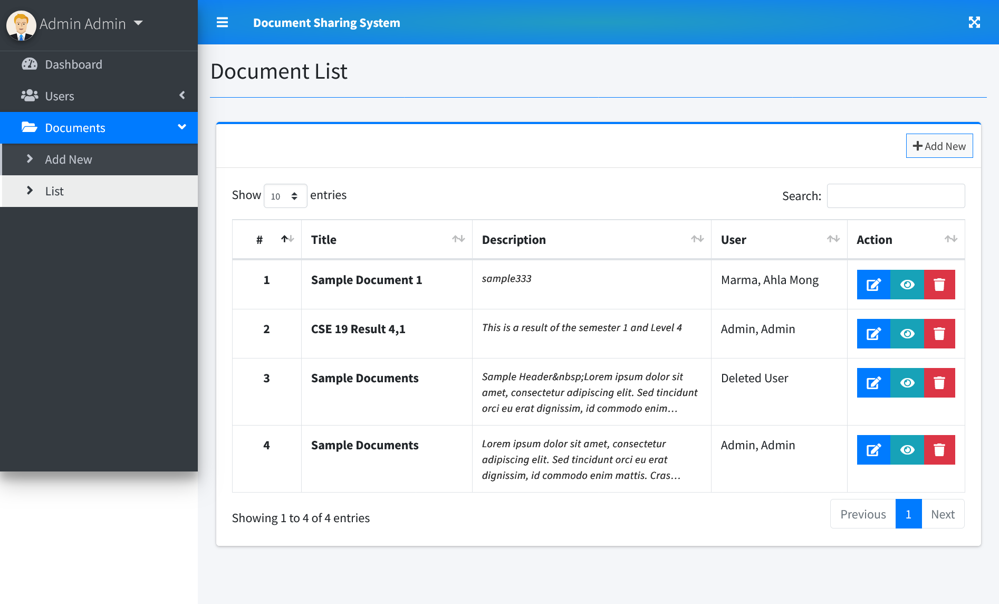 Admin Admin
Dashboard
Users
Documents
Add New
List
Document Sharing System
Document List
Add New
Show 10 entries
Search:
# Title Description User Action
1 Sample Document 1 sample333 Marma, Ahla Mong
2 CSE 19 Result 4,1 This is a result of the semester 1 and Level 4 Admin, Admin
3 Sample Documents Sample Header&nbsp;Lorem ipsum dolor sit Deleted User
amet, consectetur adipiscing elit. Sed tincidunt
orci eu erat dignissim, id commodo enim...
4 Sample Documents Lorem ipsum dolor sit amet, consectetur Admin, Admin
adipiscing elit. Sed tincidunt orci eu erat
dignissim, id commodo enim mattis. Cras...
Showing 1 to 4 of 4 entries
Previous 1 Next